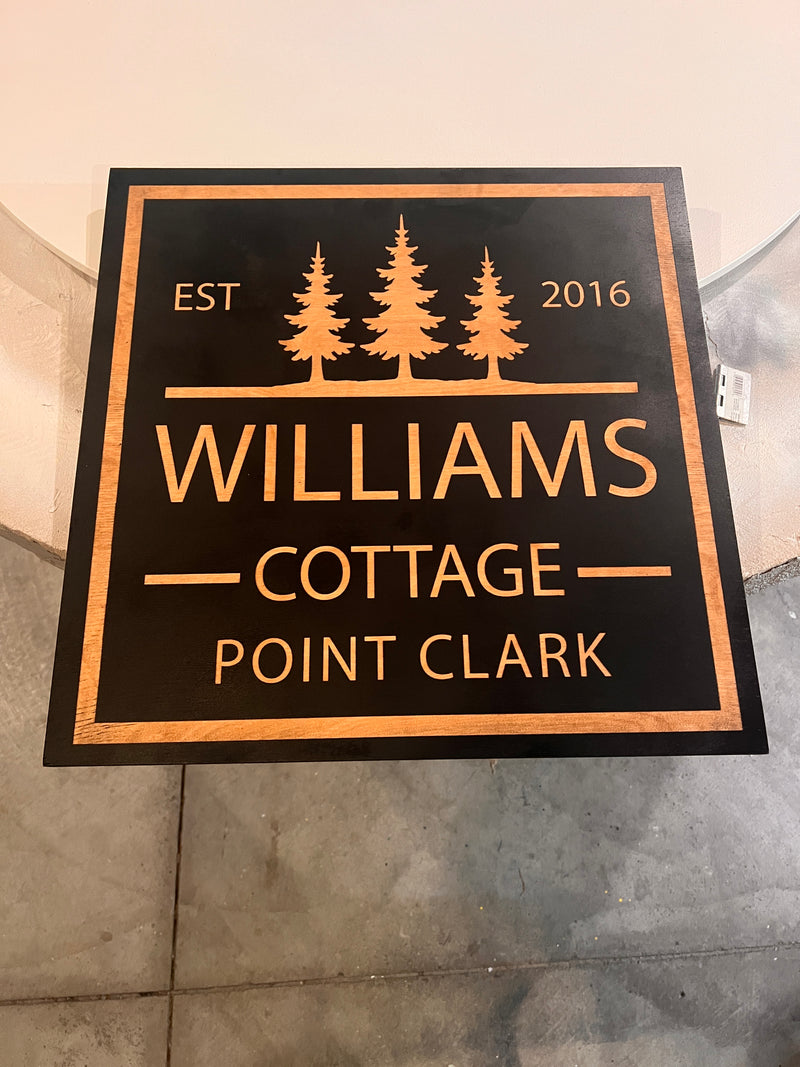 EST 2016
WILLIAMS
COTTAGE
POINT CLARK